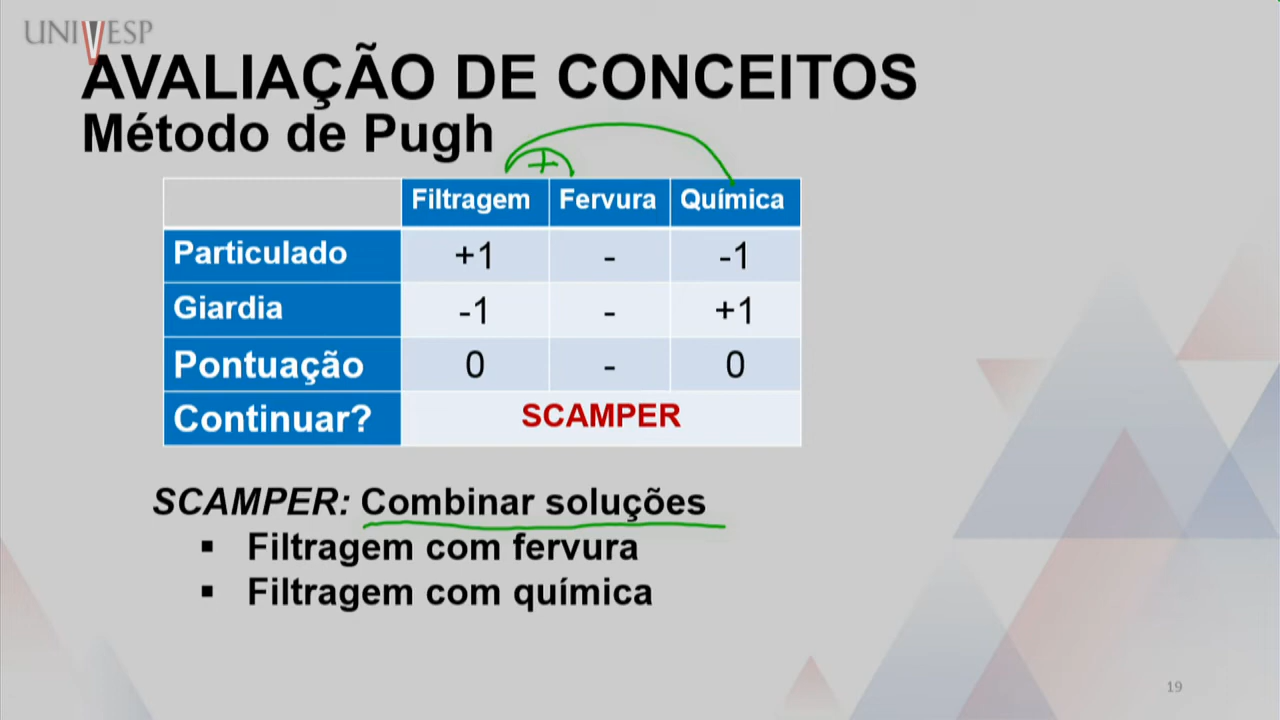 UNIVESP
AVALIAÇÃO DE CONCEITOS
Método de Pugh
+
Filtragem Fervura Química
Particulado +1 - -1
Giardia -1 - +1
Pontuação 0 - 0
Continuar? SCAMPER
SCAMPER: Combinar soluções
▪ Filtragem com fervura
▪ Filtragem com química
19